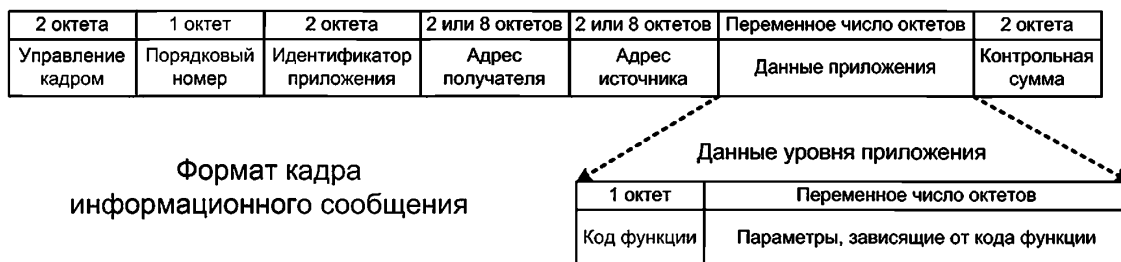 2 октета 1 октет 2 октета 2 или 8 октетов 2 или 8 октетов Переменное число октетов 2 октета
Управление кадром Порядковый номер Идентификатор приложения Адрес получателя Адрес источника Данные приложения Контрольная сумма
Данные уровня приложения
Формат кадра
информационного сообщения
1 октет Переменное число октетов
Код функции Параметры, зависящие от кода функции